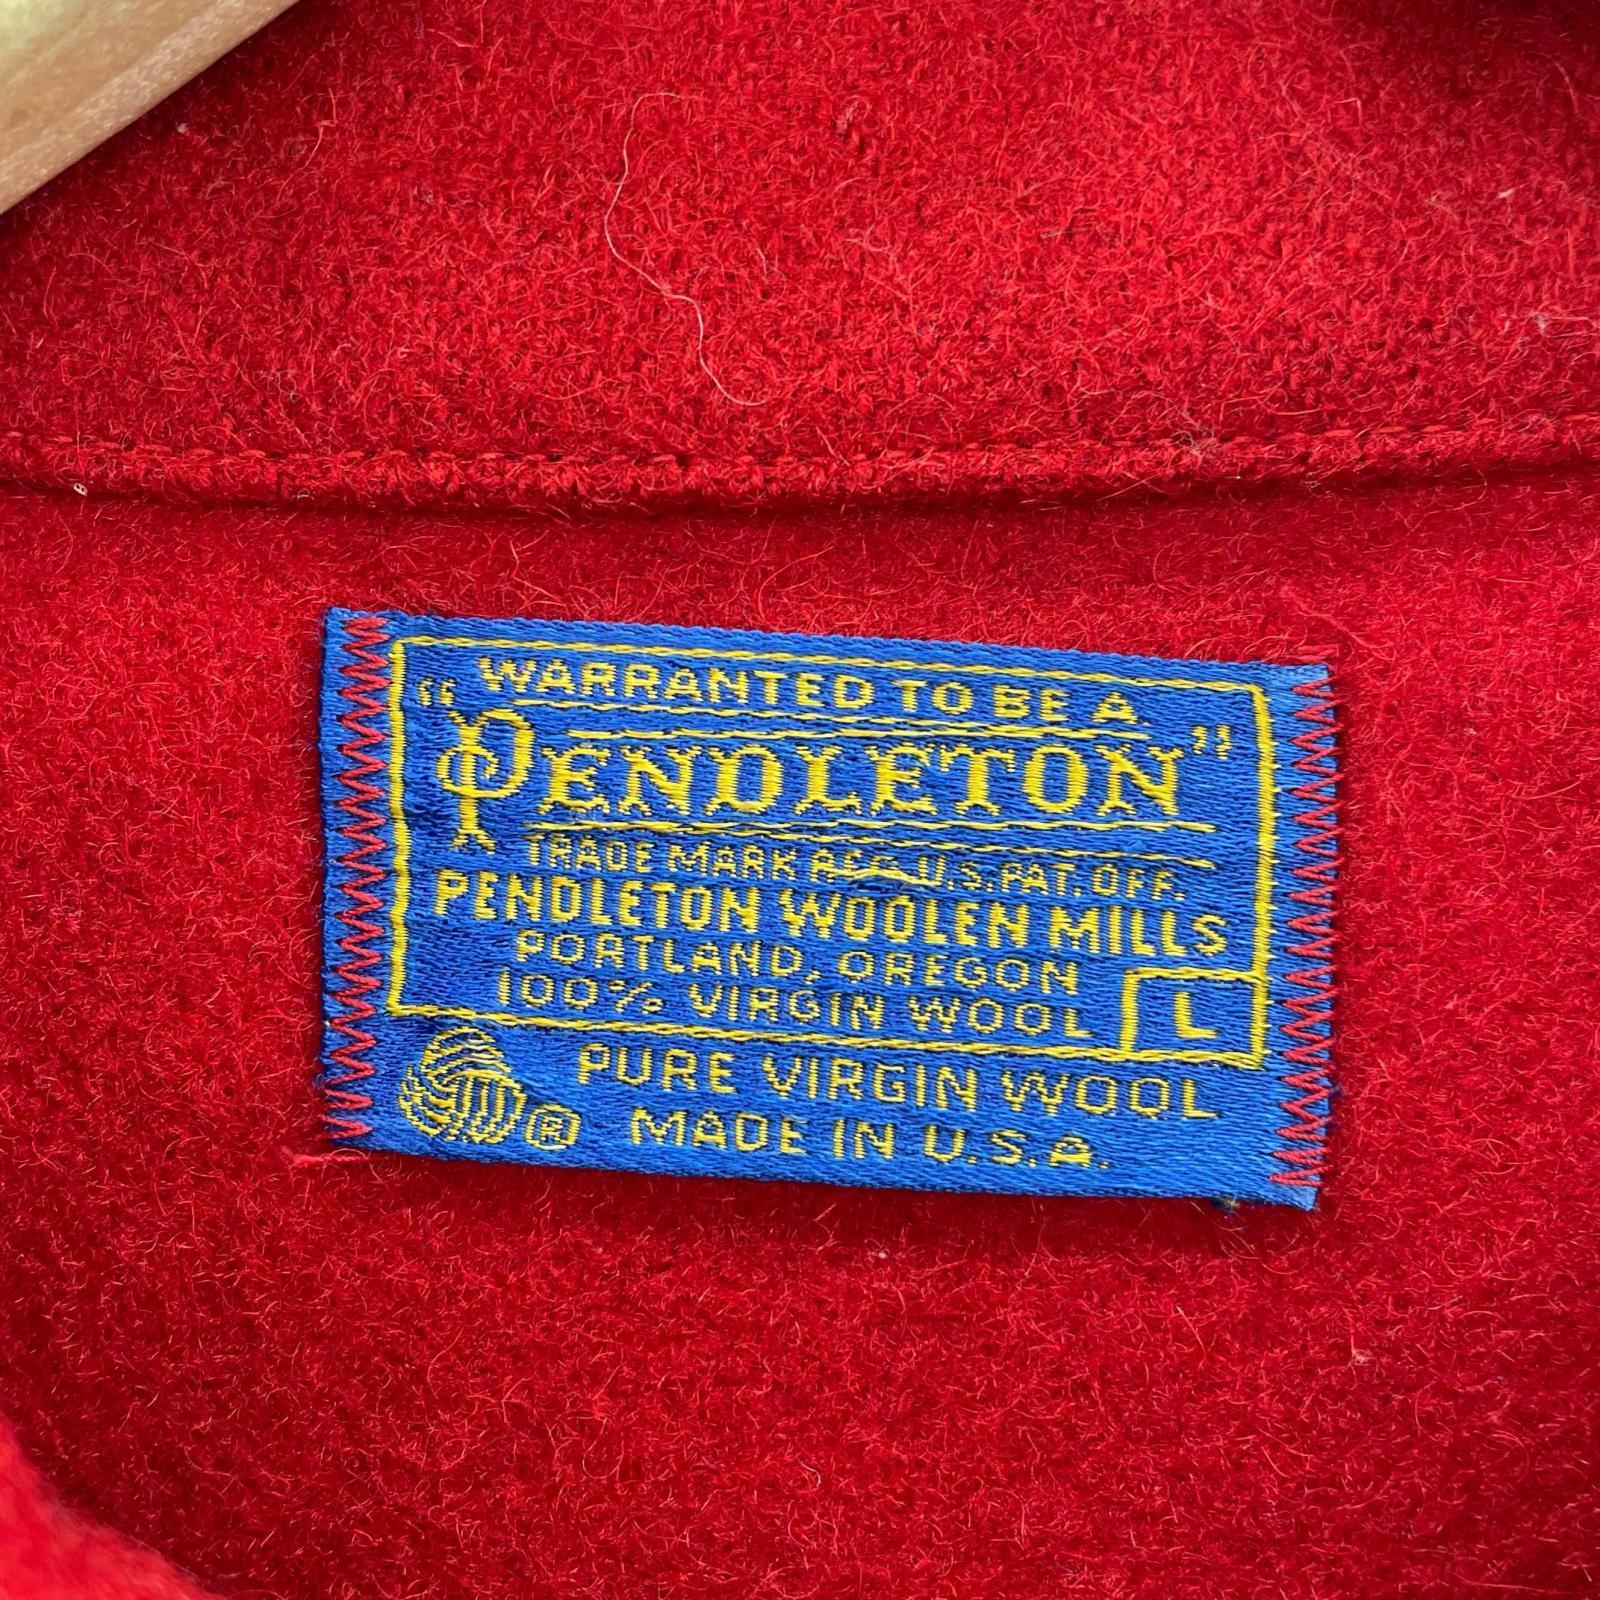 WARRANTED TO BE A
"PENDLETON"
TRADE MARK REG. U.S. PAT. OFF.
PENDLETON WOOLEN MILLS
PORTLAND, OREGON
100% VIRGIN WOOL
L
PURE VIRGIN WOOL
® MADE IN U.S.A.